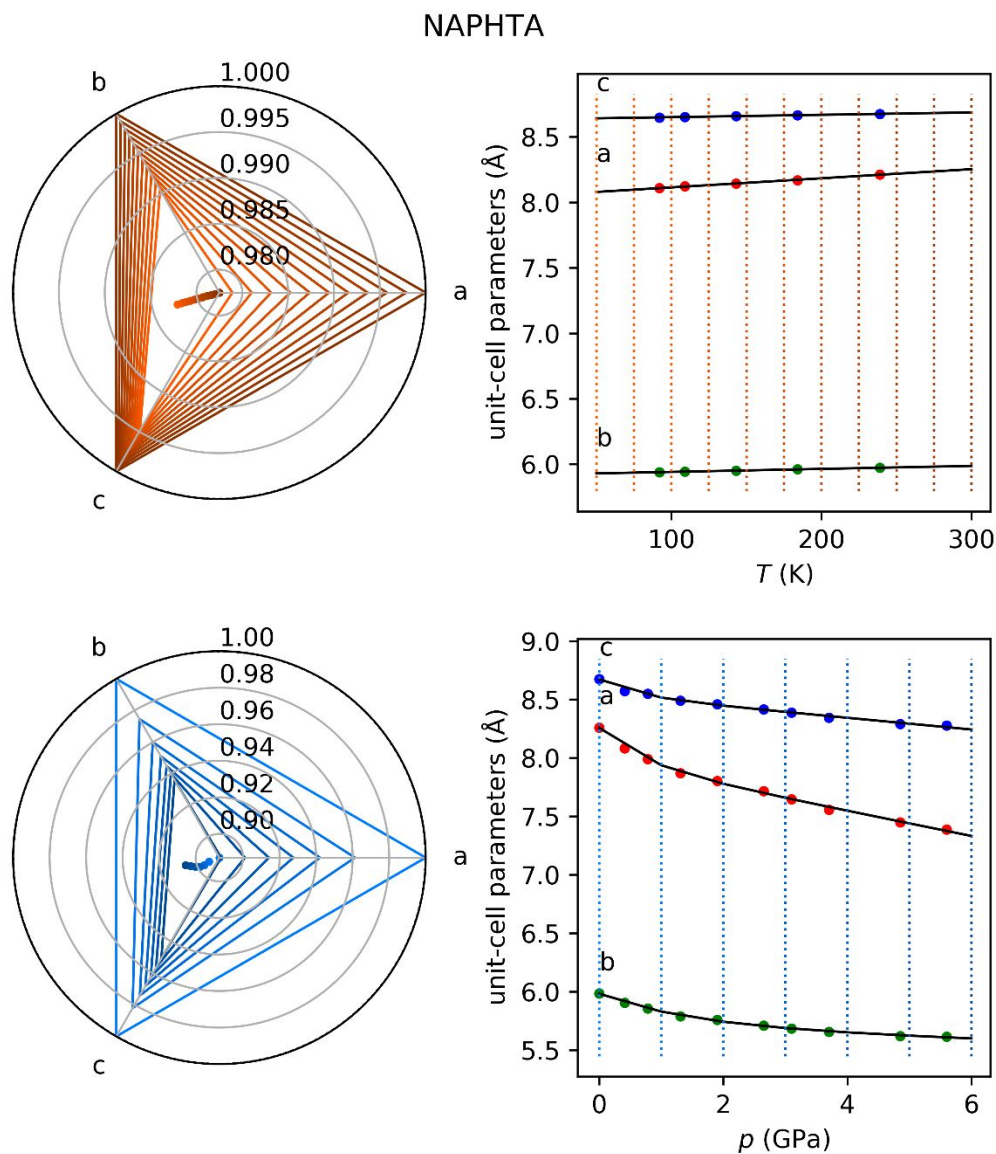 NAPHTA
b
1.000
0.995
0.990
0.985
0.980
a
c
c
a
b
8.5
8.0
7.5
7.0
6.5
6.0
unit-cell parameters (Å)
100
200
300
T (K)
b
1.00
0.98
0.96
0.94
0.92
0.90
a
c
c
a
b
9.0
8.5
8.0
7.5
7.0
6.5
6.0
5.5
unit-cell parameters (Å)
0
2
4
6
p (GPa)